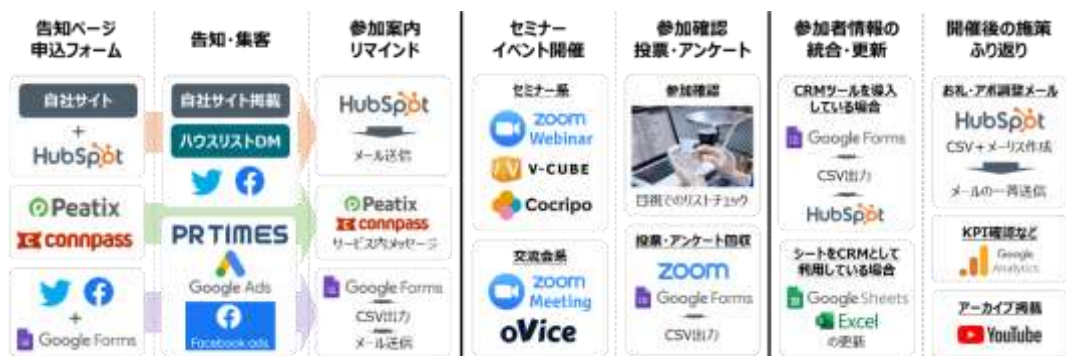 告知ページ
申込フォーム
自社サイト
+
HubSpot
Peatix
connpass
+
Google Forms
告知・集客
自社サイト掲載
ハウスリストDM
PR TIMES
Google Ads
Facebook ads
参加案内
リマインド
HubSpot
メール送信
Peatix
connpass
サービス内メッセージ
Google Forms
CSV出力
メール送信
セミナー
イベント開催
セミナー系
zoom
Webinar
V-CUBE
Cocripo
交流会系
zoom
Meeting
oVice
参加確認
投票・アンケート
参加確認
目視でのリストチェック
投票・アンケート回収
zoom
Google Forms
CSV出力
参加者情報の
統合・更新
CRMツールを導入
している場合
Google Forms
CSV出力
HubSpot
シートをCRMとして
利用している場合
Google Sheets
Excel
の更新
開催後の施策
ふり返り
お礼・アポ調整メール
HubSpot
CSV+メーリス作成
メールの一斉送信
KPI確認など
Google
Analytics
アーカイブ掲載
YouTube